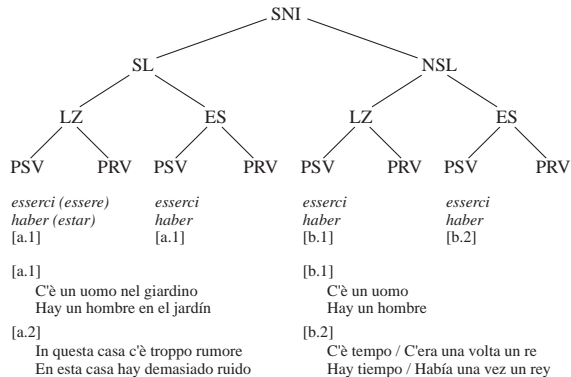 SNI
SL NSL
LZ ES LZ ES
PSV PRV PSV PRV PSV PRV PSV PRV
esserci (essere) esserci esserci esserci
haber (estar) haber haber haber
[a.1] [a.1] [b.1] [b.2]
[a.1]
C'è un uomo nel giardino
Hay un hombre en el jardín
[a.2]
In questa casa c'è troppo rumore
En esta casa hay demasiado ruido
[b.1]
C'è un uomo
Hay un hombre
[b.2]
C'è tempo / C'era una volta un re
Hay tiempo / Había una vez un rey